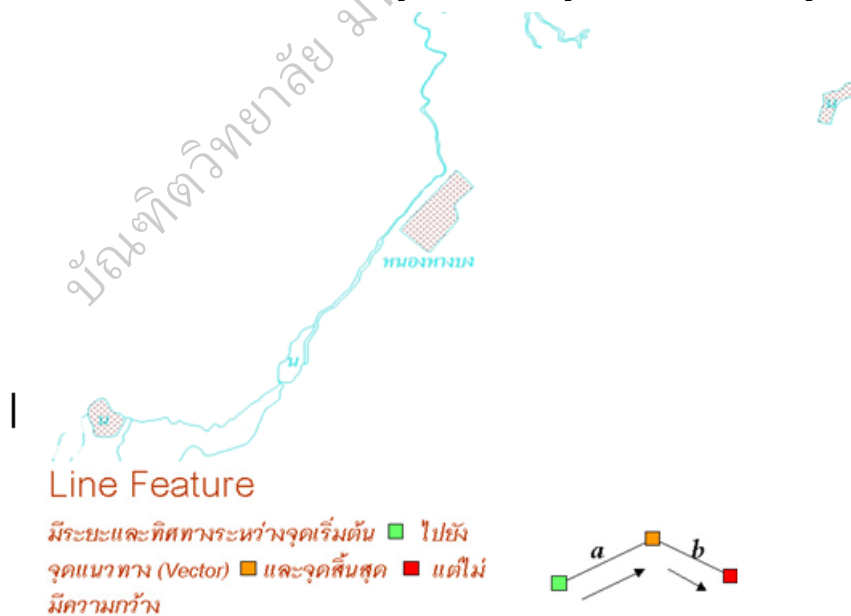 บัณฑิตวิทยาลัย ม
น
หนองหางบง
น
น
Line Feature
มีระยะและทิศทางระหว่างจุดเริ่มต้น ไปยัง
จุดแนวทาง (Vector) และจุดสิ้นสุด แต่ไม่
มีความกว้าง
a b